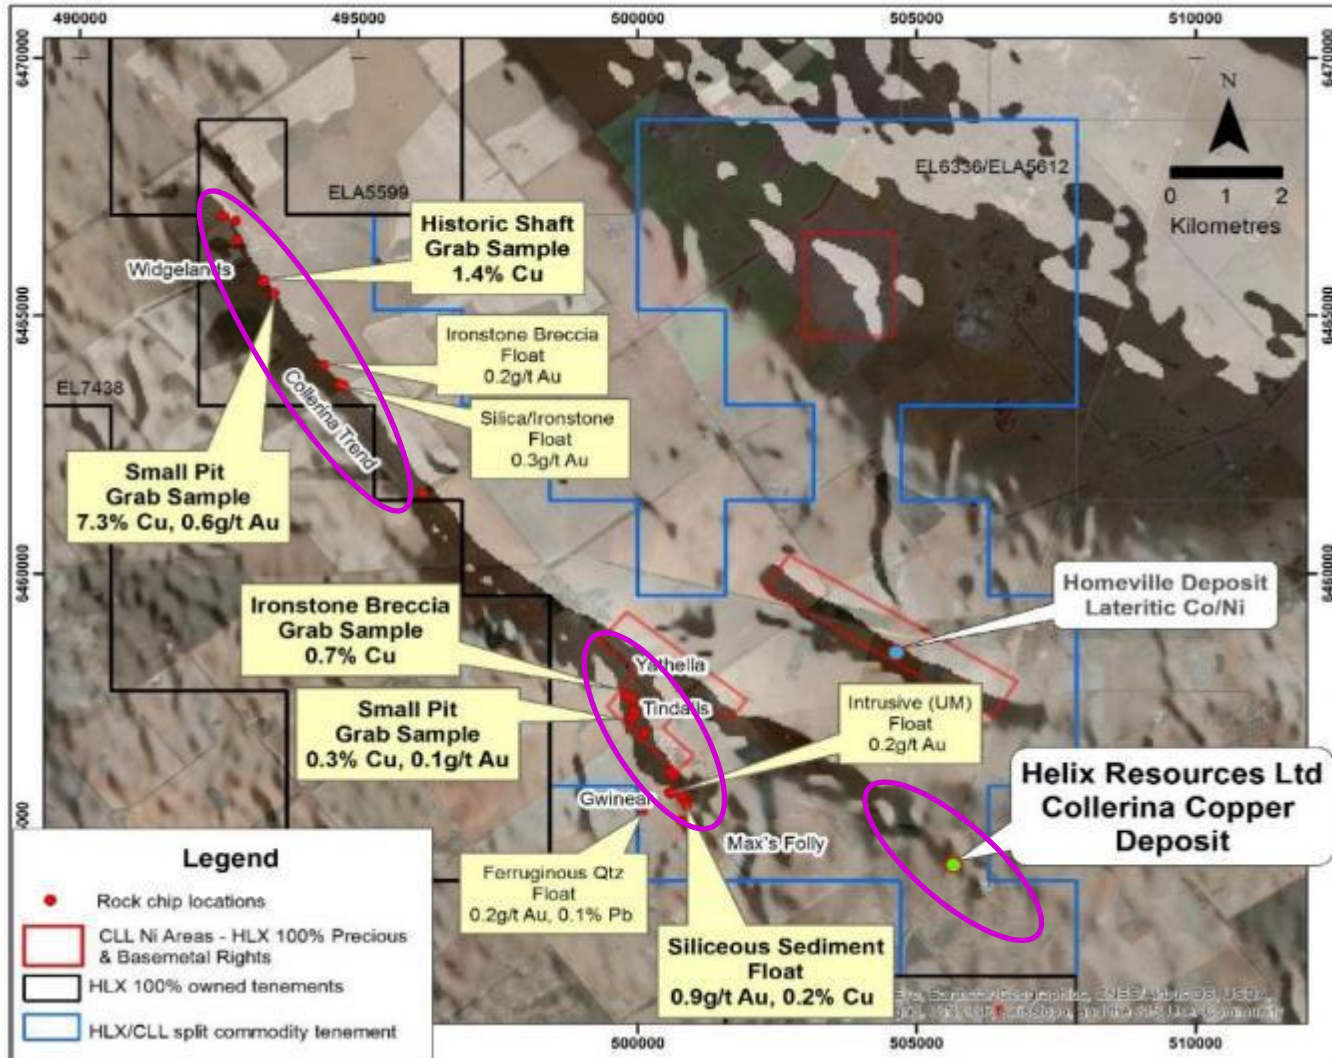 490000
495000
500000
505000
510000
6470000
6470000
N
0 1 2
Kilometres
EL6336/ELA5612
ELA5599
Historic Shaft
Grab Sample
1.4% Cu
Widgelands
6465000
6465000
Ironstone Breccia
Float
0.2g/t Au
EL7438
Collerina Trend
Silica/Ironstone
Float
0.3g/t Au
Small Pit
Grab Sample
7.3% Cu, 0.6g/t Au
6460000
6460000
Homeville Deposit
Lateritic Co/Ni
Ironstone Breccia
Grab Sample
0.7% Cu
Yathella
Tindalls
Small Pit
Grab Sample
0.3% Cu, 0.1g/t Au
Intrusive (UM)
Float
0.2g/t Au
Helix Resources Ltd
Collerina Copper
Deposit
Max's Folly
Ferruginous Qtz
Float
0.2g/t Au, 0.1% Pb
Siliceous Sediment
Float
0.9g/t Au, 0.2% Cu
Legend
Rock chip locations
CLL Ni Areas - HLX 100% Precious
& Basemetal Rights
HLX 100% owned tenements
HLX/CLL split commodity tenement
500000
505000
510000